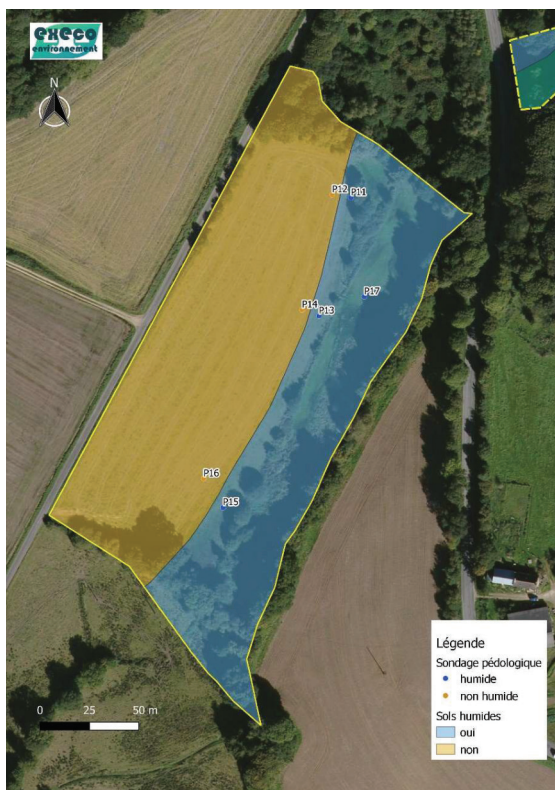 execo
environnement
N
P12 P11
P17
P14
P13
P16
P15
0 25 50 m
Légende
Sondage pédologique
humide
non humide
Sols humides
oui
non